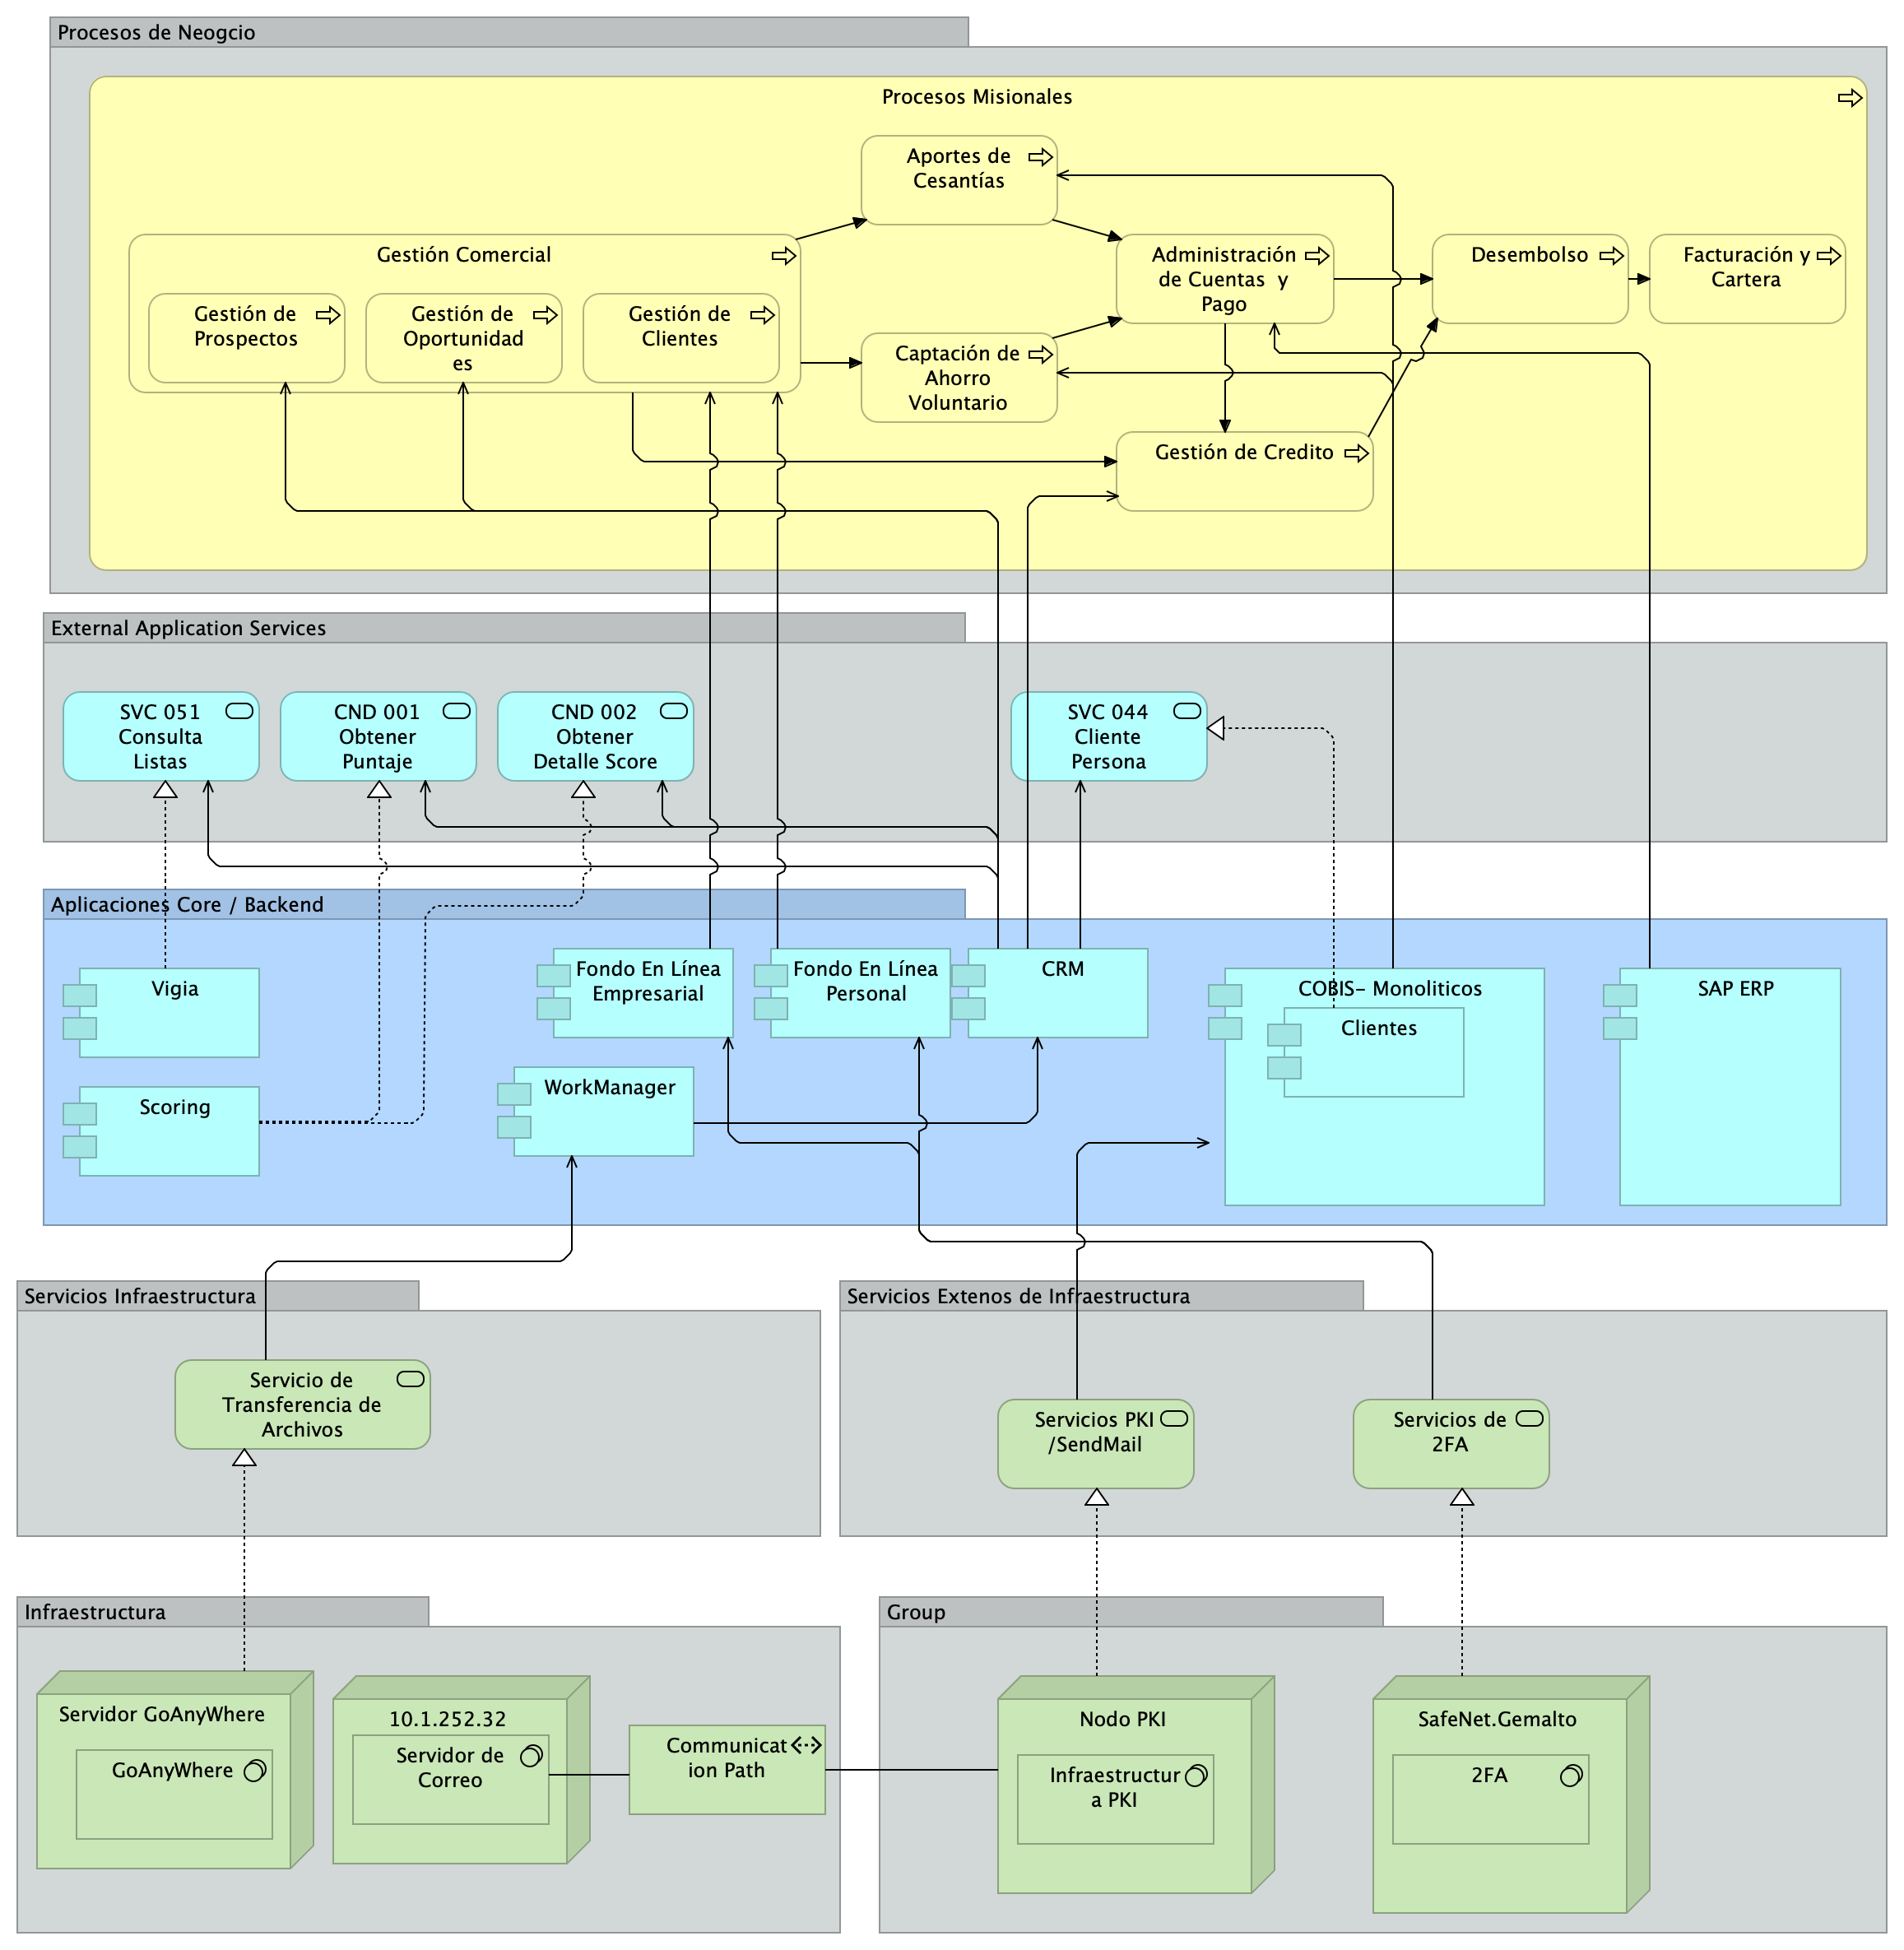 Procesos de Neogcio
Procesos Misionales
Aportes de
Cesantías
Gestión Comercial
Gestión de
Prospectos
Gestión de
Oportunidad
es
Gestión de
Clientes
Captación de
Ahorro
Voluntario
Administración
de Cuentas y
Pago
Desembolso
Facturación y
Cartera
Gestión de Credito
External Application Services
SVC 051
Consulta
Listas
CND 001
Obtener
Puntaje
CND 002
Obtener
Detalle Score
SVC 044
Cliente
Persona
Aplicaciones Core / Backend
Vigia
Scoring
Fondo En Línea
Empresarial
Fondo En Línea
Personal
CRM
WorkManager
COBIS- Monoliticos
Clientes
SAP ERP
Servicios Infraestructura
Servicio de
Transferencia de
Archivos
Servicios Extenos de Infraestructura
Servicios PKI
/SendMail
Servicios de
2FA
Infraestructura
Servidor GoAnyWhere
GoAnyWhere
10.1.252.32
Servidor de
Correo
Communicat
ion Path
Group
Nodo PKI
Infraestructur
a PKI
SafeNet.Gemalto
2FA